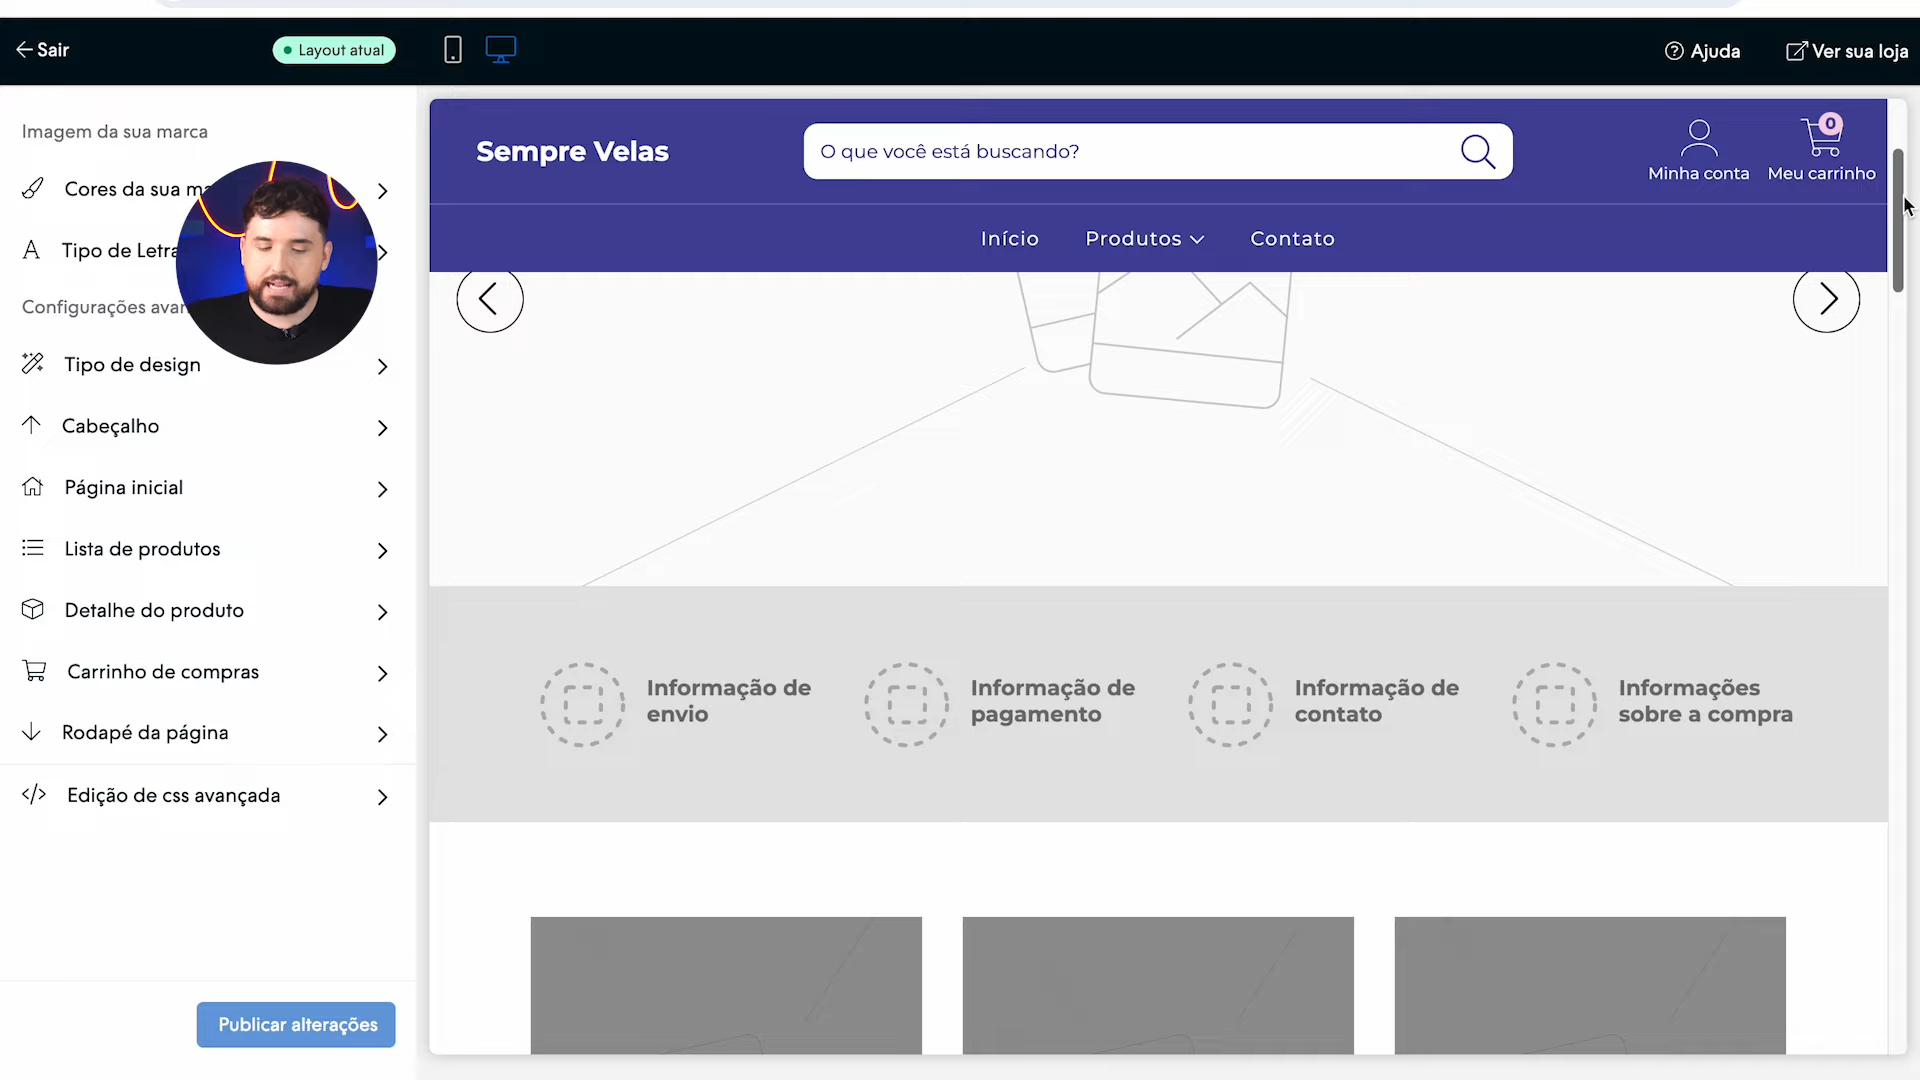 Sair
Layout atual
Ajuda
Ver sua loja
Imagem da sua marca
Cores da sua
Tipo de Letra
Configurações
Tipo de design
Cabeçalho
Página inicial
Lista de produtos
Detalhe do produto
Carrinho de compras
Rodapé da página
Edição de css avançada
Publicar alterações
Sempre Velas
O que você está buscando?
Minha conta
0
Meu carrinho
Início
Produtos
Contato
Informação de
envio
Informação de
pagamento
Informação de
contato
Informações
sobre a compra